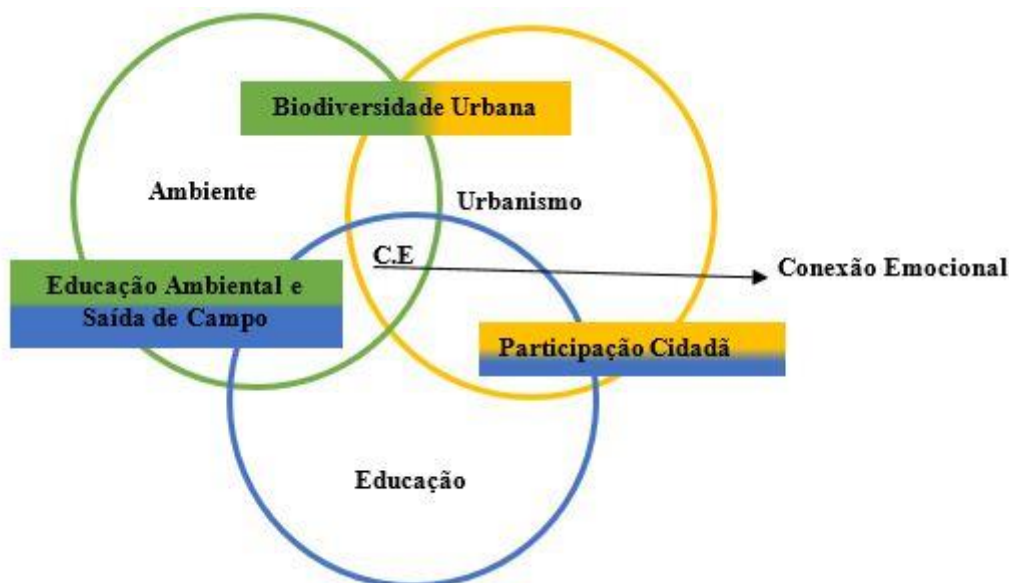 Biodiversidade Urbana
Ambiente
Urbanismo
C.E
Conexão Emocional
Educação Ambiental e
Saída de Campo
Participação Cidadã
Educação